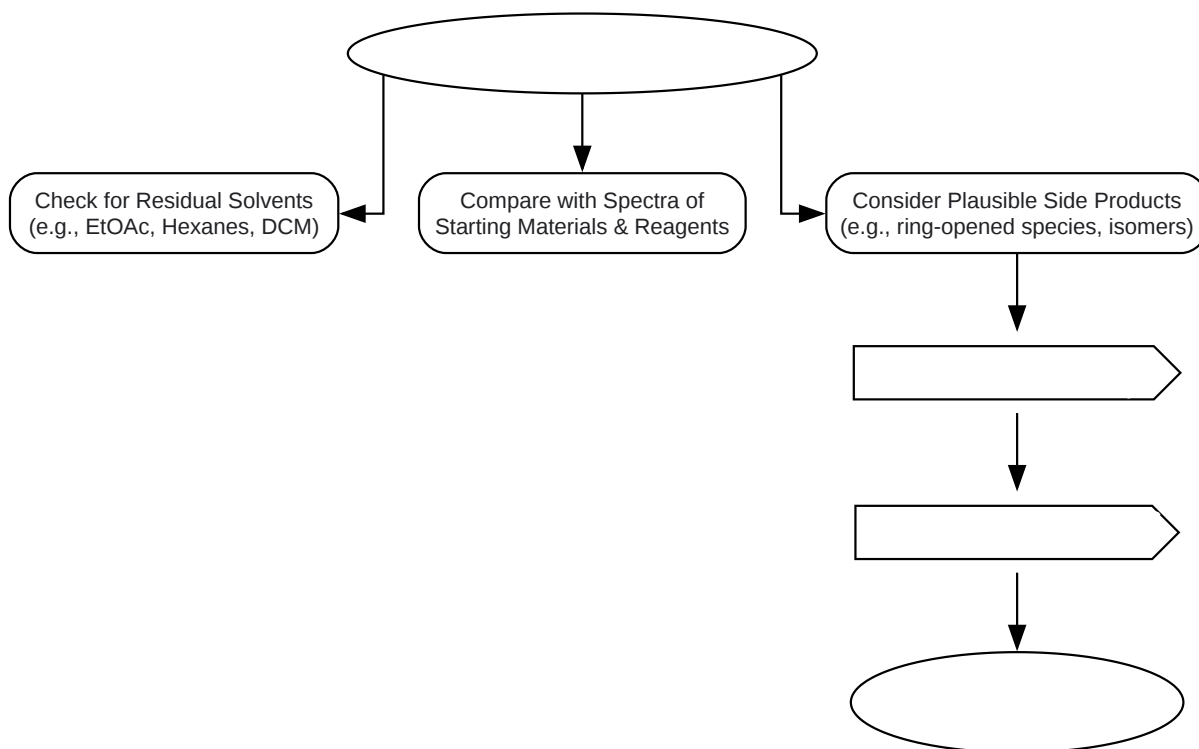 Check for Residual Solvents
(e.g., EtOAc, Hexanes, DCM)
Compare with Spectra of
Starting Materials & Reagents
Consider Plausible Side Products
(e.g., ring-opened species, isomers)